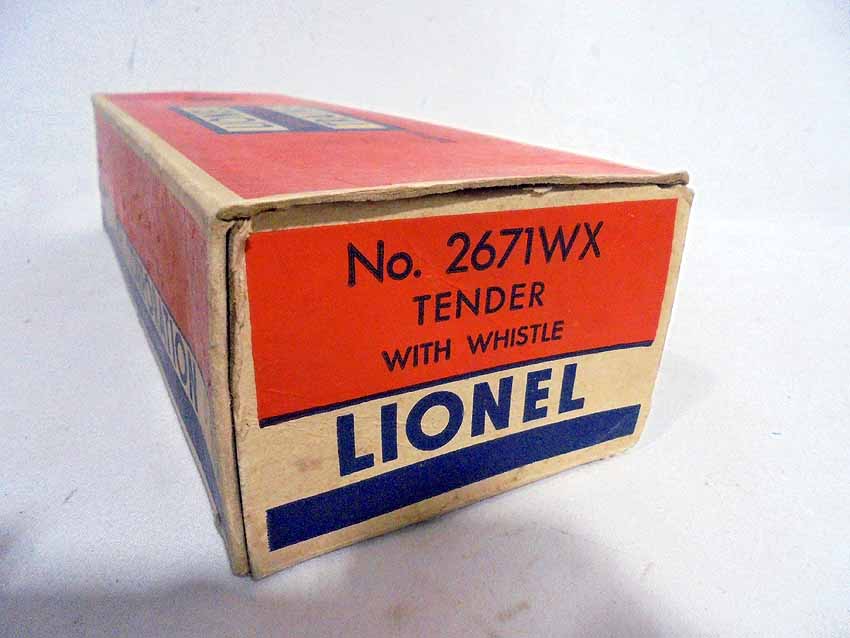 No. 2671WX
TENDER
WITH WHISTLE
LIONEL